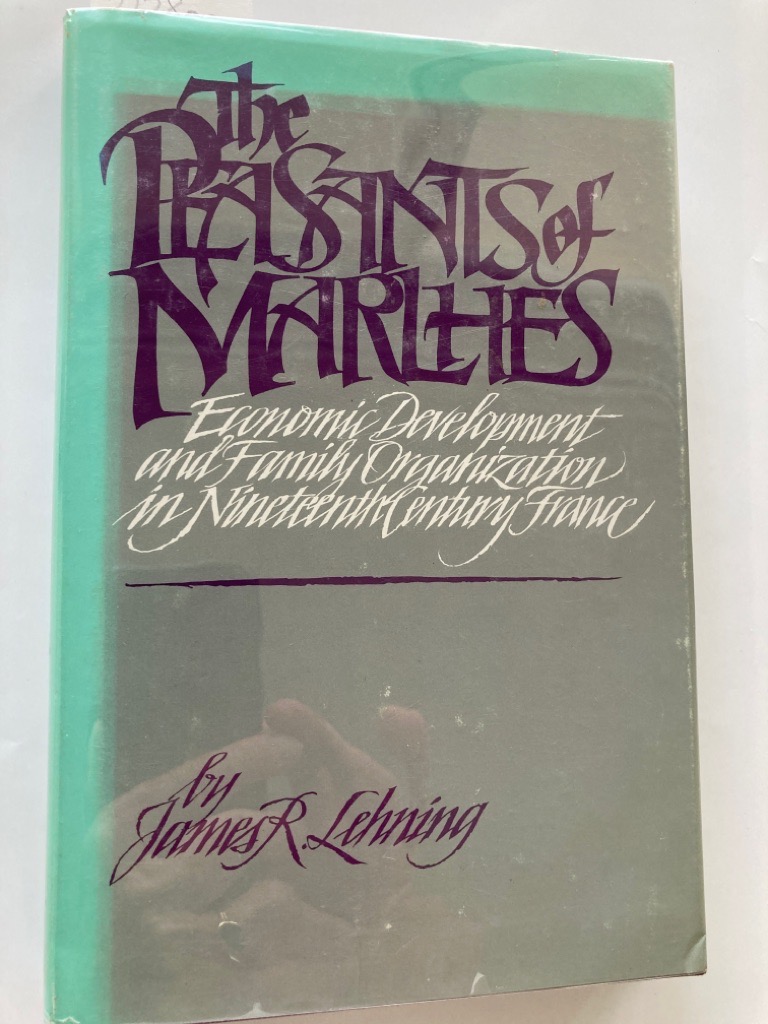 The
PEASANTS of
MARLHES
Economic Development
and Family Organization
in Nineteenth Century France
by
James R. Lehning